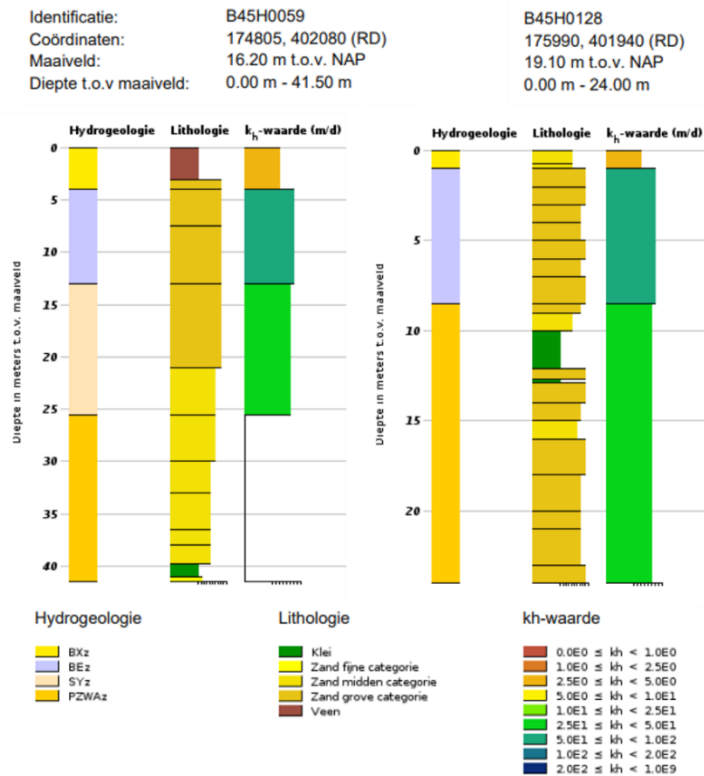 Identificatie: B45H0059 B45H0128
Coördinaten: 174805, 402080 (RD) 175990, 401940 (RD)
Maaiveld: 16.20 m t.o.v. NAP 19.10 m t.o.v. NAP
Diepte t.o.v maaiveld: 0.00 m - 41.50 m 0.00 m - 24.00 m
Hydrogeologie Lithologie kh-waarde (m/d) Hydrogeologie Lithologie kh-waarde (m/d)
Diepte in meters t.o.v. maaiveld
0
5
10
15
20
25
30
35
40
Diepte in meters t.o.v. maaiveld
0
5
10
15
20
Hydrogeologie
BXz
BEz
SYz
PZWAz
Lithologie
Klei
Zand fijne categorie
Zand midden categorie
Zand grove categorie
Veen
kh-waarde
0.0E0 ≤ kh < 1.0E0
1.0E0 ≤ kh < 2.5E0
2.5E0 ≤ kh < 5.0E0
5.0E0 ≤ kh < 1.0E1
1.0E1 ≤ kh < 2.5E1
2.5E1 ≤ kh < 5.0E1
5.0E1 ≤ kh < 1.0E2
1.0E2 ≤ kh < 2.0E2
2.0E2 ≤ kh < 1.0E9